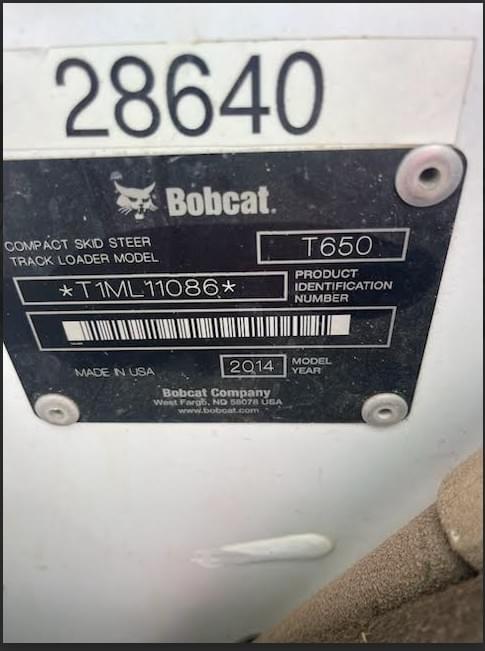 28640
Bobcat.
COMPACT SKID STEER
TRACK LOADER MODEL
T650
*T1ML11086*
PRODUCT
IDENTIFICATION
NUMBER
MADE IN USA
2014
MODEL
YEAR
Bobcat Company
West Fargo, ND 58078 USA
www.bobcat.com